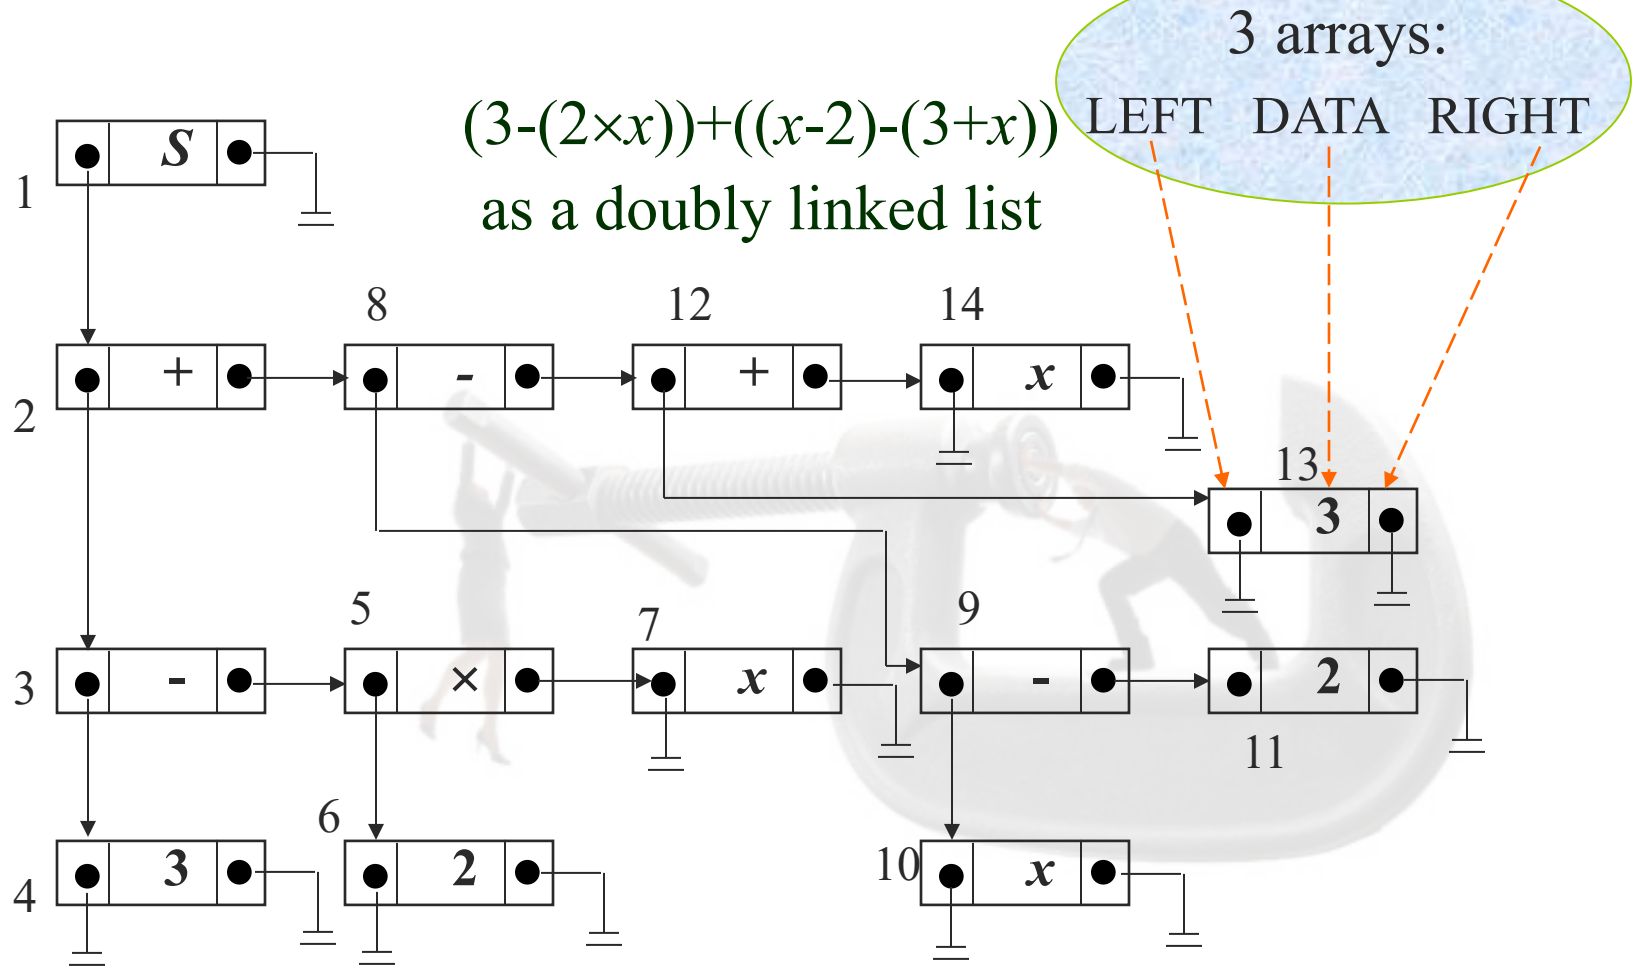 3 arrays:
LEFT DATA RIGHT
(3-(2×x))+((x-2)-(3+x))
as a doubly linked list
S
1
8 12 14
+ - + x
2
13
3
5 7 9
3 - × x - 2
11
6
3 2 10 x
4